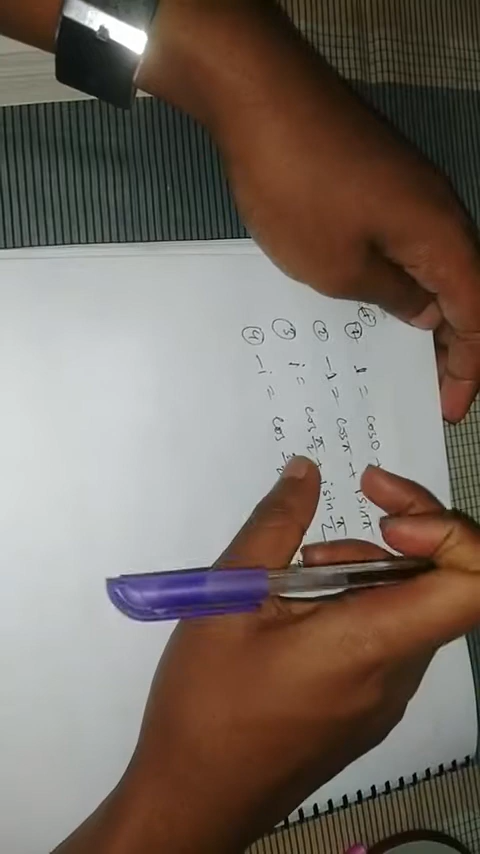 ① 1 = cos0 +
② -1 = cosπ + isinπ
③ i = cos π/2 + isin π/2
④ -i = cos